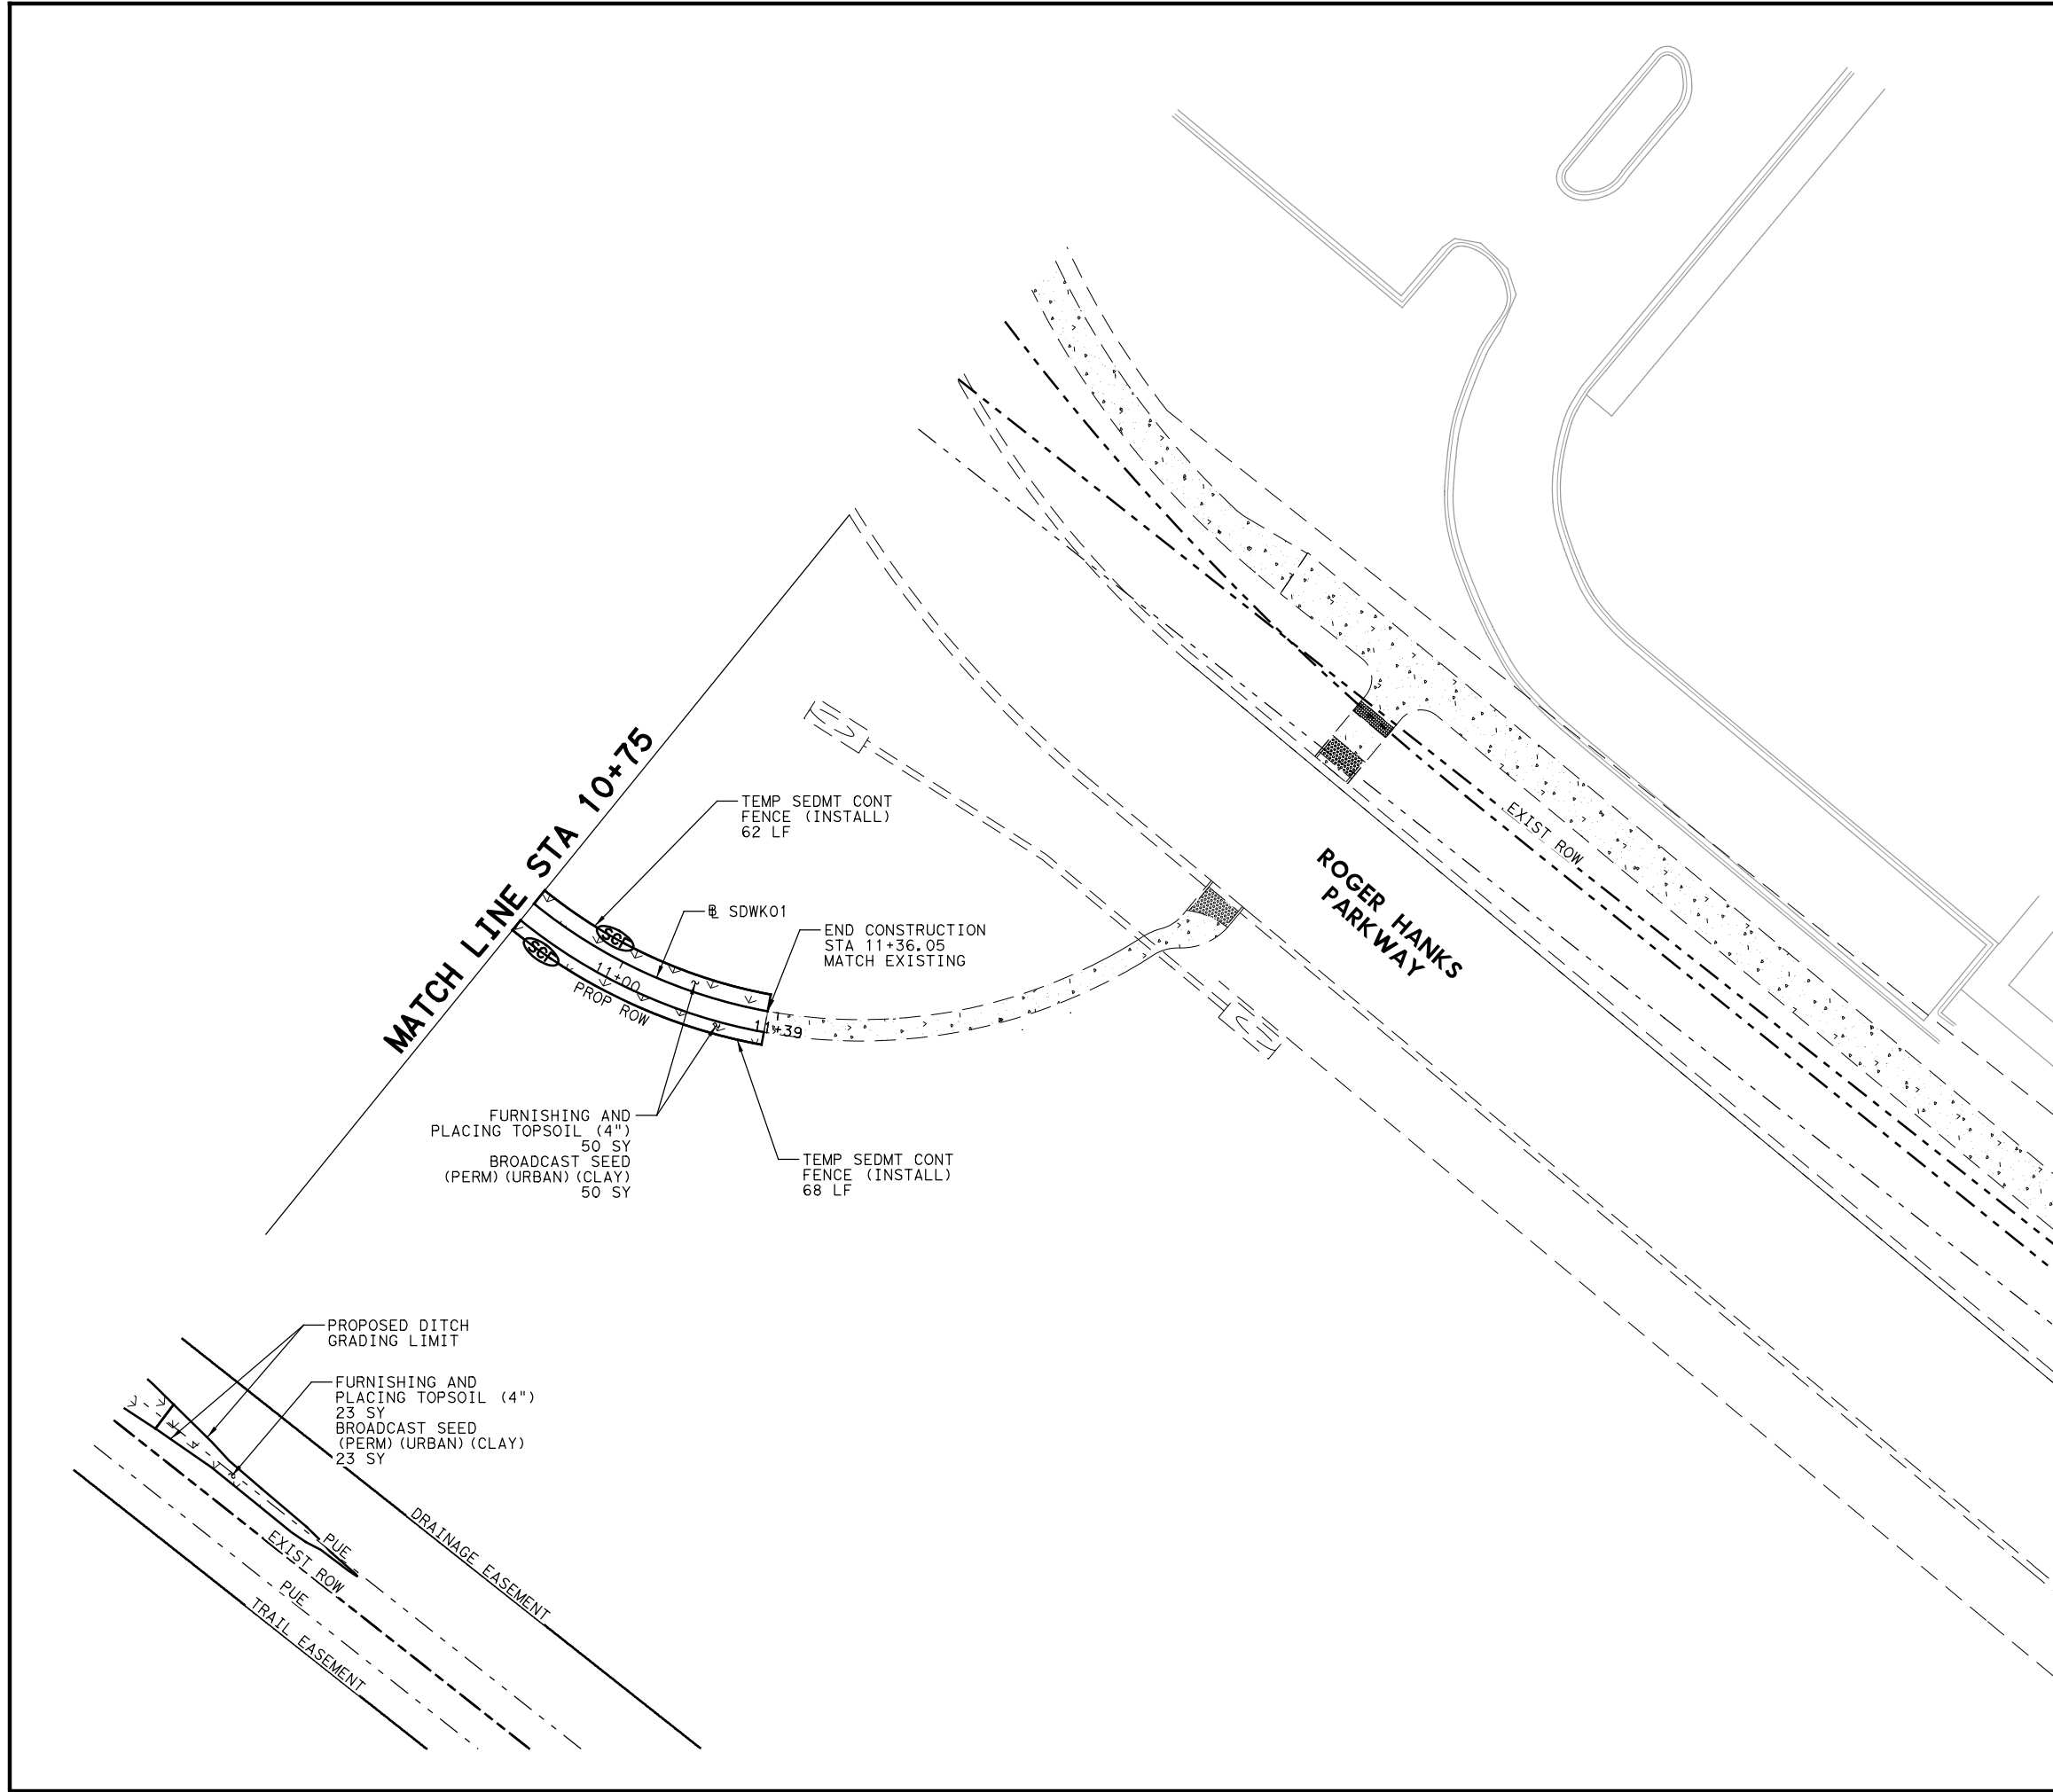 MATCH LINE STA 10+75
TEMP SEDMT CONT
FENCE (INSTALL)
62 LF
℄ SDWK01
END CONSTRUCTION
STA 11+36.05
MATCH EXISTING
SCF
SCF
11+00
PROP ROW
11+39
FURNISHING AND
PLACING TOPSOIL (4")
50 SY
BROADCAST SEED
(PERM)(URBAN)(CLAY)
50 SY
TEMP SEDMT CONT
FENCE (INSTALL)
68 LF
EXIST ROW
ROGER HANKS
PARKWAY
PROPOSED DITCH
GRADING LIMIT
FURNISHING AND
PLACING TOPSOIL (4")
23 SY
BROADCAST SEED
(PERM)(URBAN)(CLAY)
23 SY
DRAINAGE EASEMENT
PUE
EXIST ROW
PUE
TRAIL EASEMENT